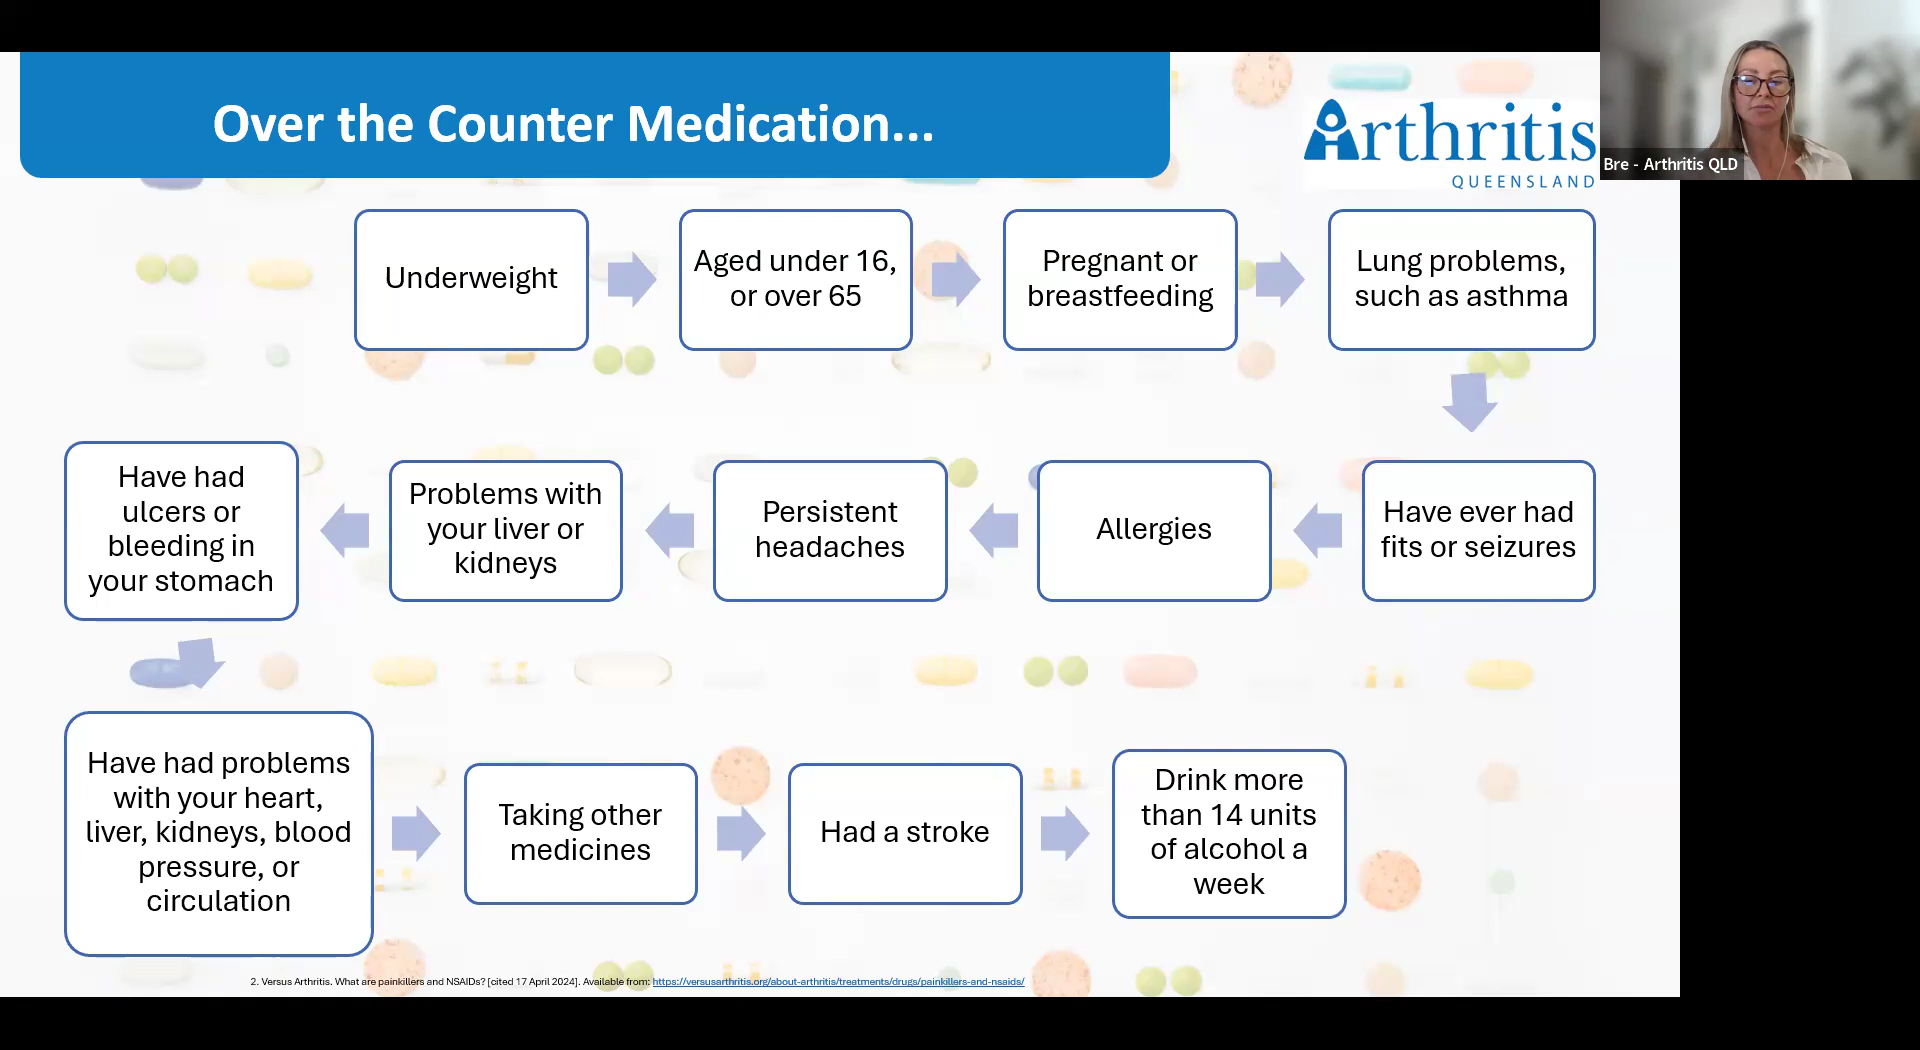 Over the Counter Medication...
Arthritis
QUEENSLAND
Bre - Arthritis QLD
Underweight
Aged under 16,
or over 65
Pregnant or
breastfeeding
Lung problems,
such as asthma
Have ever had
fits or seizures
Allergies
Persistent
headaches
Problems with
your liver or
kidneys
Have had
ulcers or
bleeding in
your stomach
Have had problems
with your heart,
liver, kidneys, blood
pressure, or
circulation
Taking other
medicines
Had a stroke
Drink more
than 14 units
of alcohol a
week
2. Versus Arthritis. What are painkillers and NSAIDs? [cited 17 April 2024]. Available from: https://versusarthritis.org/about-arthritis/treatments/drugs/painkillers-and-nsaids/